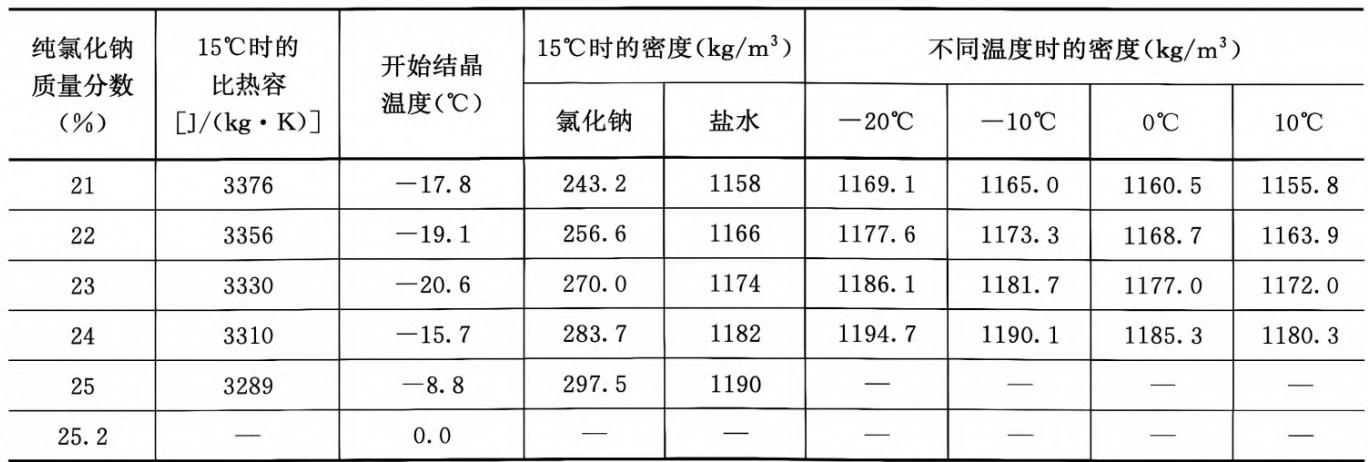 纯氯化钠质量分数（%） 15℃时的比热容[J/(kg·K)] 开始结晶温度(℃) 15℃时的密度(kg/m³) 不同温度时的密度(kg/m³)
氯化钠 盐水 －20℃ －10℃ 0℃ 10℃
21 3376 －17.8 243.2 1158 1169.1 1165.0 1160.5 1155.8
22 3356 －19.1 256.6 1166 1177.6 1173.3 1168.7 1163.9
23 3330 －20.6 270.0 1174 1186.1 1181.7 1177.0 1172.0
24 3310 －15.7 283.7 1182 1194.7 1190.1 1185.3 1180.3
25 3289 －8.8 297.5 1190 — — — —
25.2 — 0.0 — — — — — —